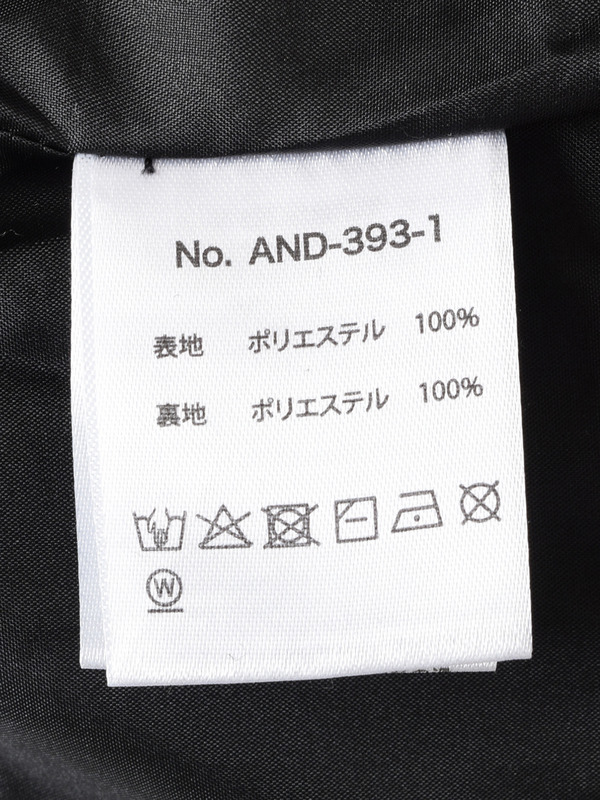 No. AND-393-1
表地 ポリエステル 100%
裏地 ポリエステル 100%
W